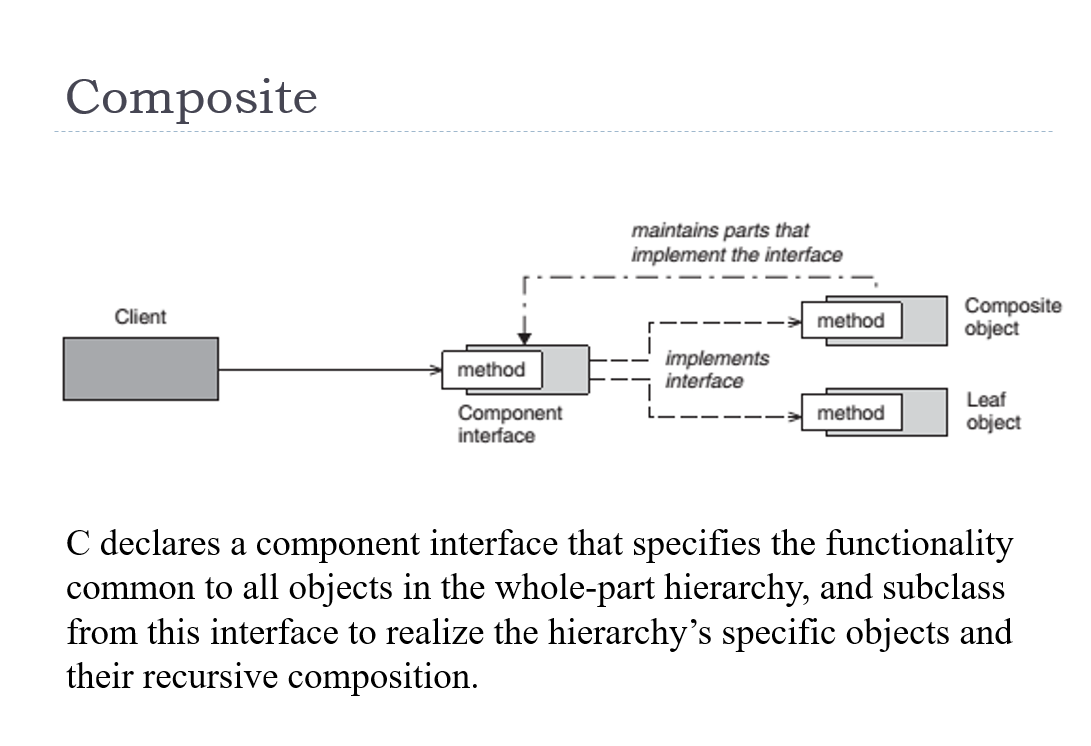 Composite
maintains parts that
implement the interface
Client
method
Component
interface
implements
interface
method
Composite
object
method
Leaf
object
C declares a component interface that specifies the functionality
common to all objects in the whole-part hierarchy, and subclass
from this interface to realize the hierarchy’s specific objects and
their recursive composition.